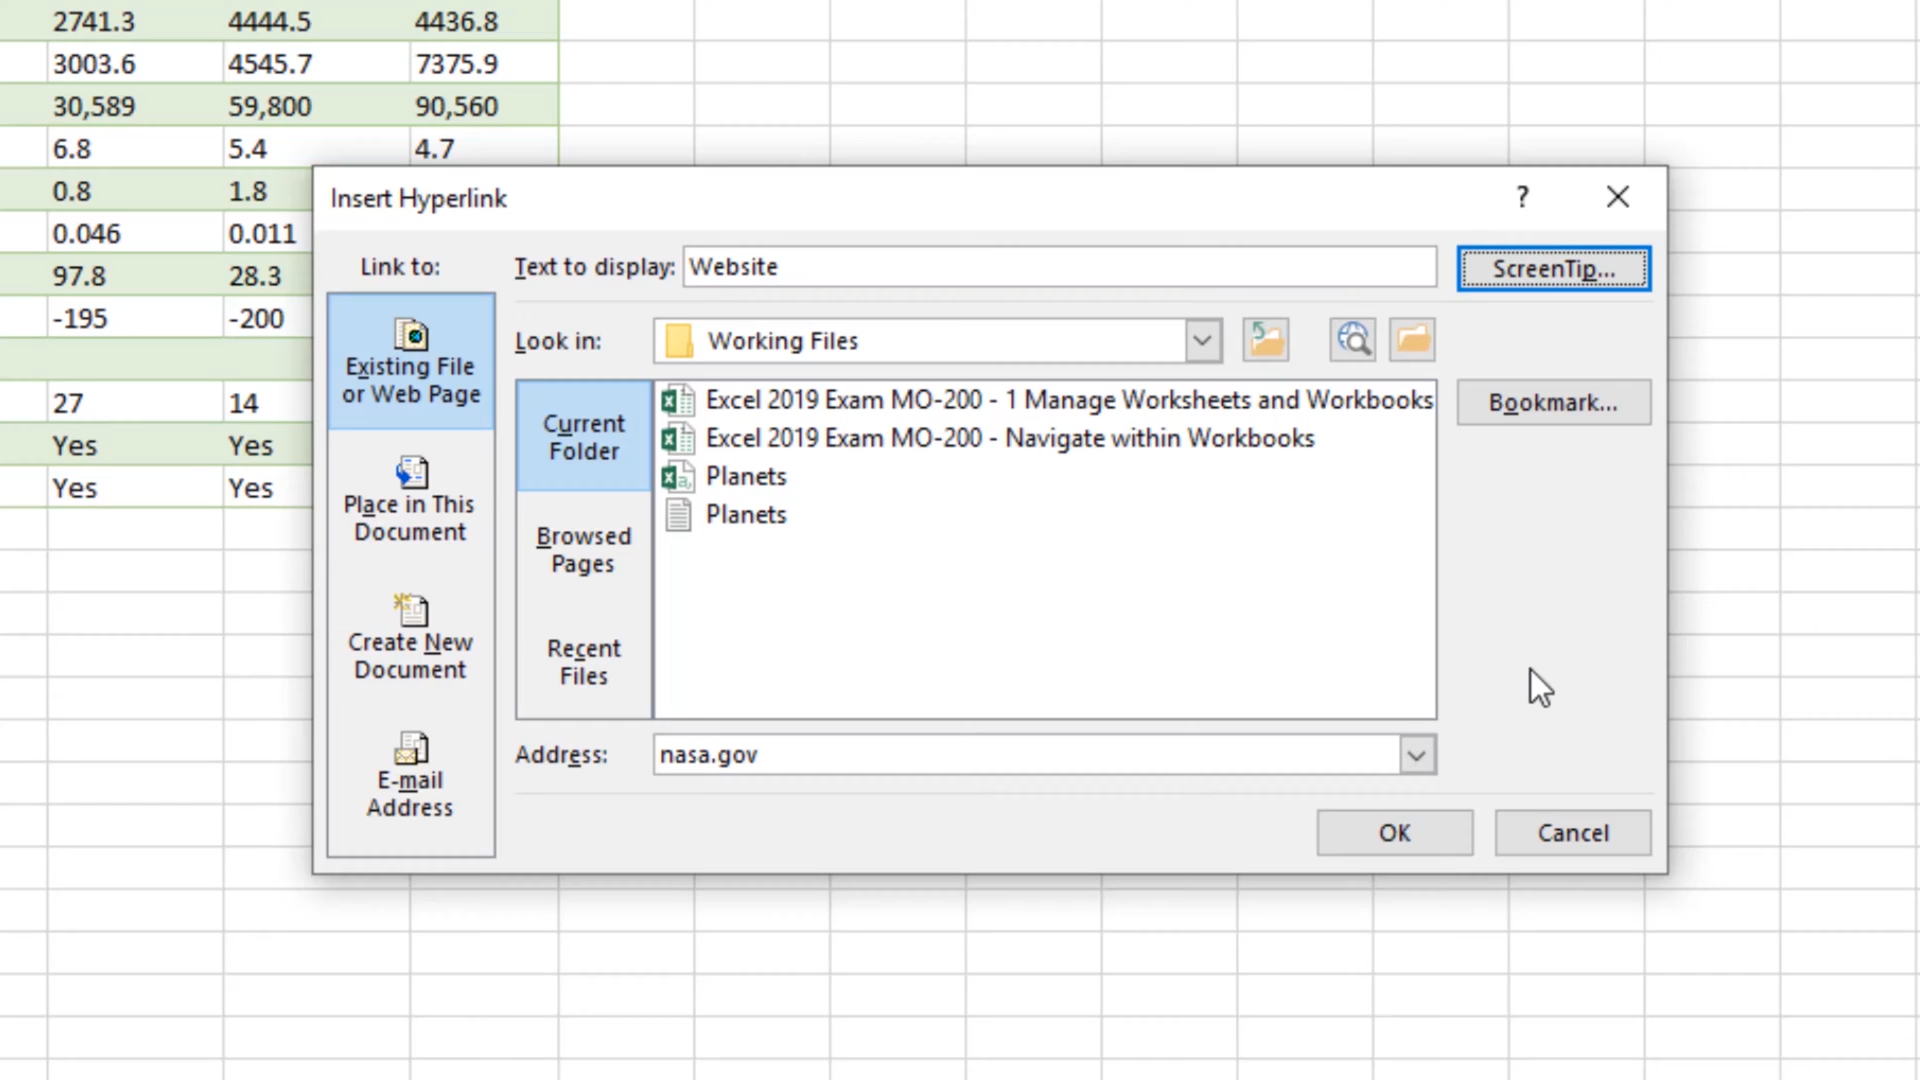 2741.3 4444.5 4436.8
3003.6 4545.7 7375.9
30,589 59,800 90,560
6.8 5.4 4.7
0.8 1.8
0.046 0.011
97.8 28.3
-195 -200
27 14
Yes Yes
Yes Yes
Insert Hyperlink ?
Link to:
Text to display: Website
ScreenTip...
Existing File
or Web Page
Place in This
Document
Create New
Document
E-mail
Address
Look in: Working Files
Current
Folder
Browsed
Pages
Recent
Files
Excel 2019 Exam MO-200 - 1 Manage Worksheets and Workbooks
Excel 2019 Exam MO-200 - Navigate within Workbooks
Planets
Planets
Bookmark...
Address: nasa.gov
OK Cancel